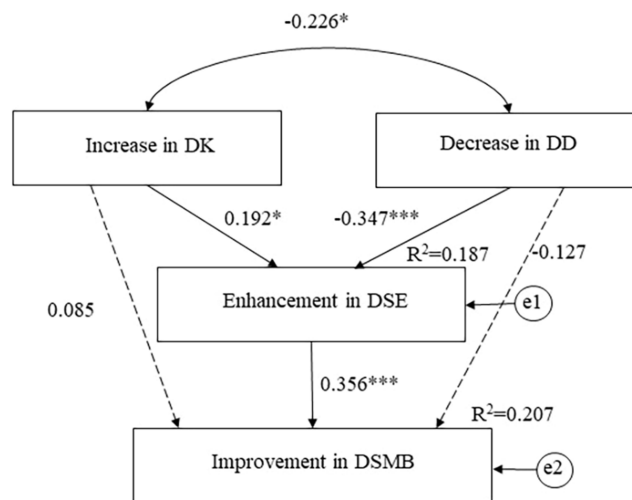 -0.226*
Increase in DK
Decrease in DD
0.192*
-0.347***
R²=0.187
-0.127
Enhancement in DSE
e1
0.085
0.356***
R²=0.207
Improvement in DSMB
e2